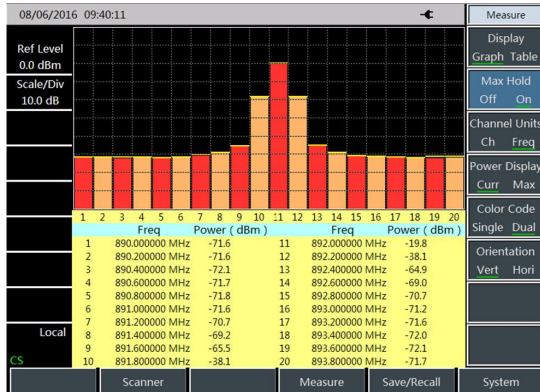 08/06/2016 09:40:11
Measure
Ref Level
0.0 dBm
Scale/Div
10.0 dB
Display
Graph Table
Max Hold
Off On
Channel Units
Ch Freq
Power Display
Curr Max
Color Code
Single Dual
Orientation
Vert Hori
1 2 3 4 5 6 7 8 9 10 11 12 13 14 15 16 17 18 19 20
Freq Power ( dBm ) Freq Power ( dBm )
1 890.000000 MHz -71.6 11 892.000000 MHz -19.8
2 890.200000 MHz -71.6 12 892.200000 MHz -38.1
3 890.400000 MHz -72.1 13 892.400000 MHz -64.9
4 890.600000 MHz -71.7 14 892.600000 MHz -69.0
5 890.800000 MHz -71.8 15 892.800000 MHz -70.7
6 891.000000 MHz -71.6 16 893.000000 MHz -71.2
7 891.200000 MHz -70.7 17 893.200000 MHz -71.6
8 891.400000 MHz -69.2 18 893.400000 MHz -72.0
9 891.600000 MHz -65.5 19 893.600000 MHz -72.1
10 891.800000 MHz -38.1 20 893.800000 MHz -71.7
Local
CS
Scanner Measure Save/Recall System